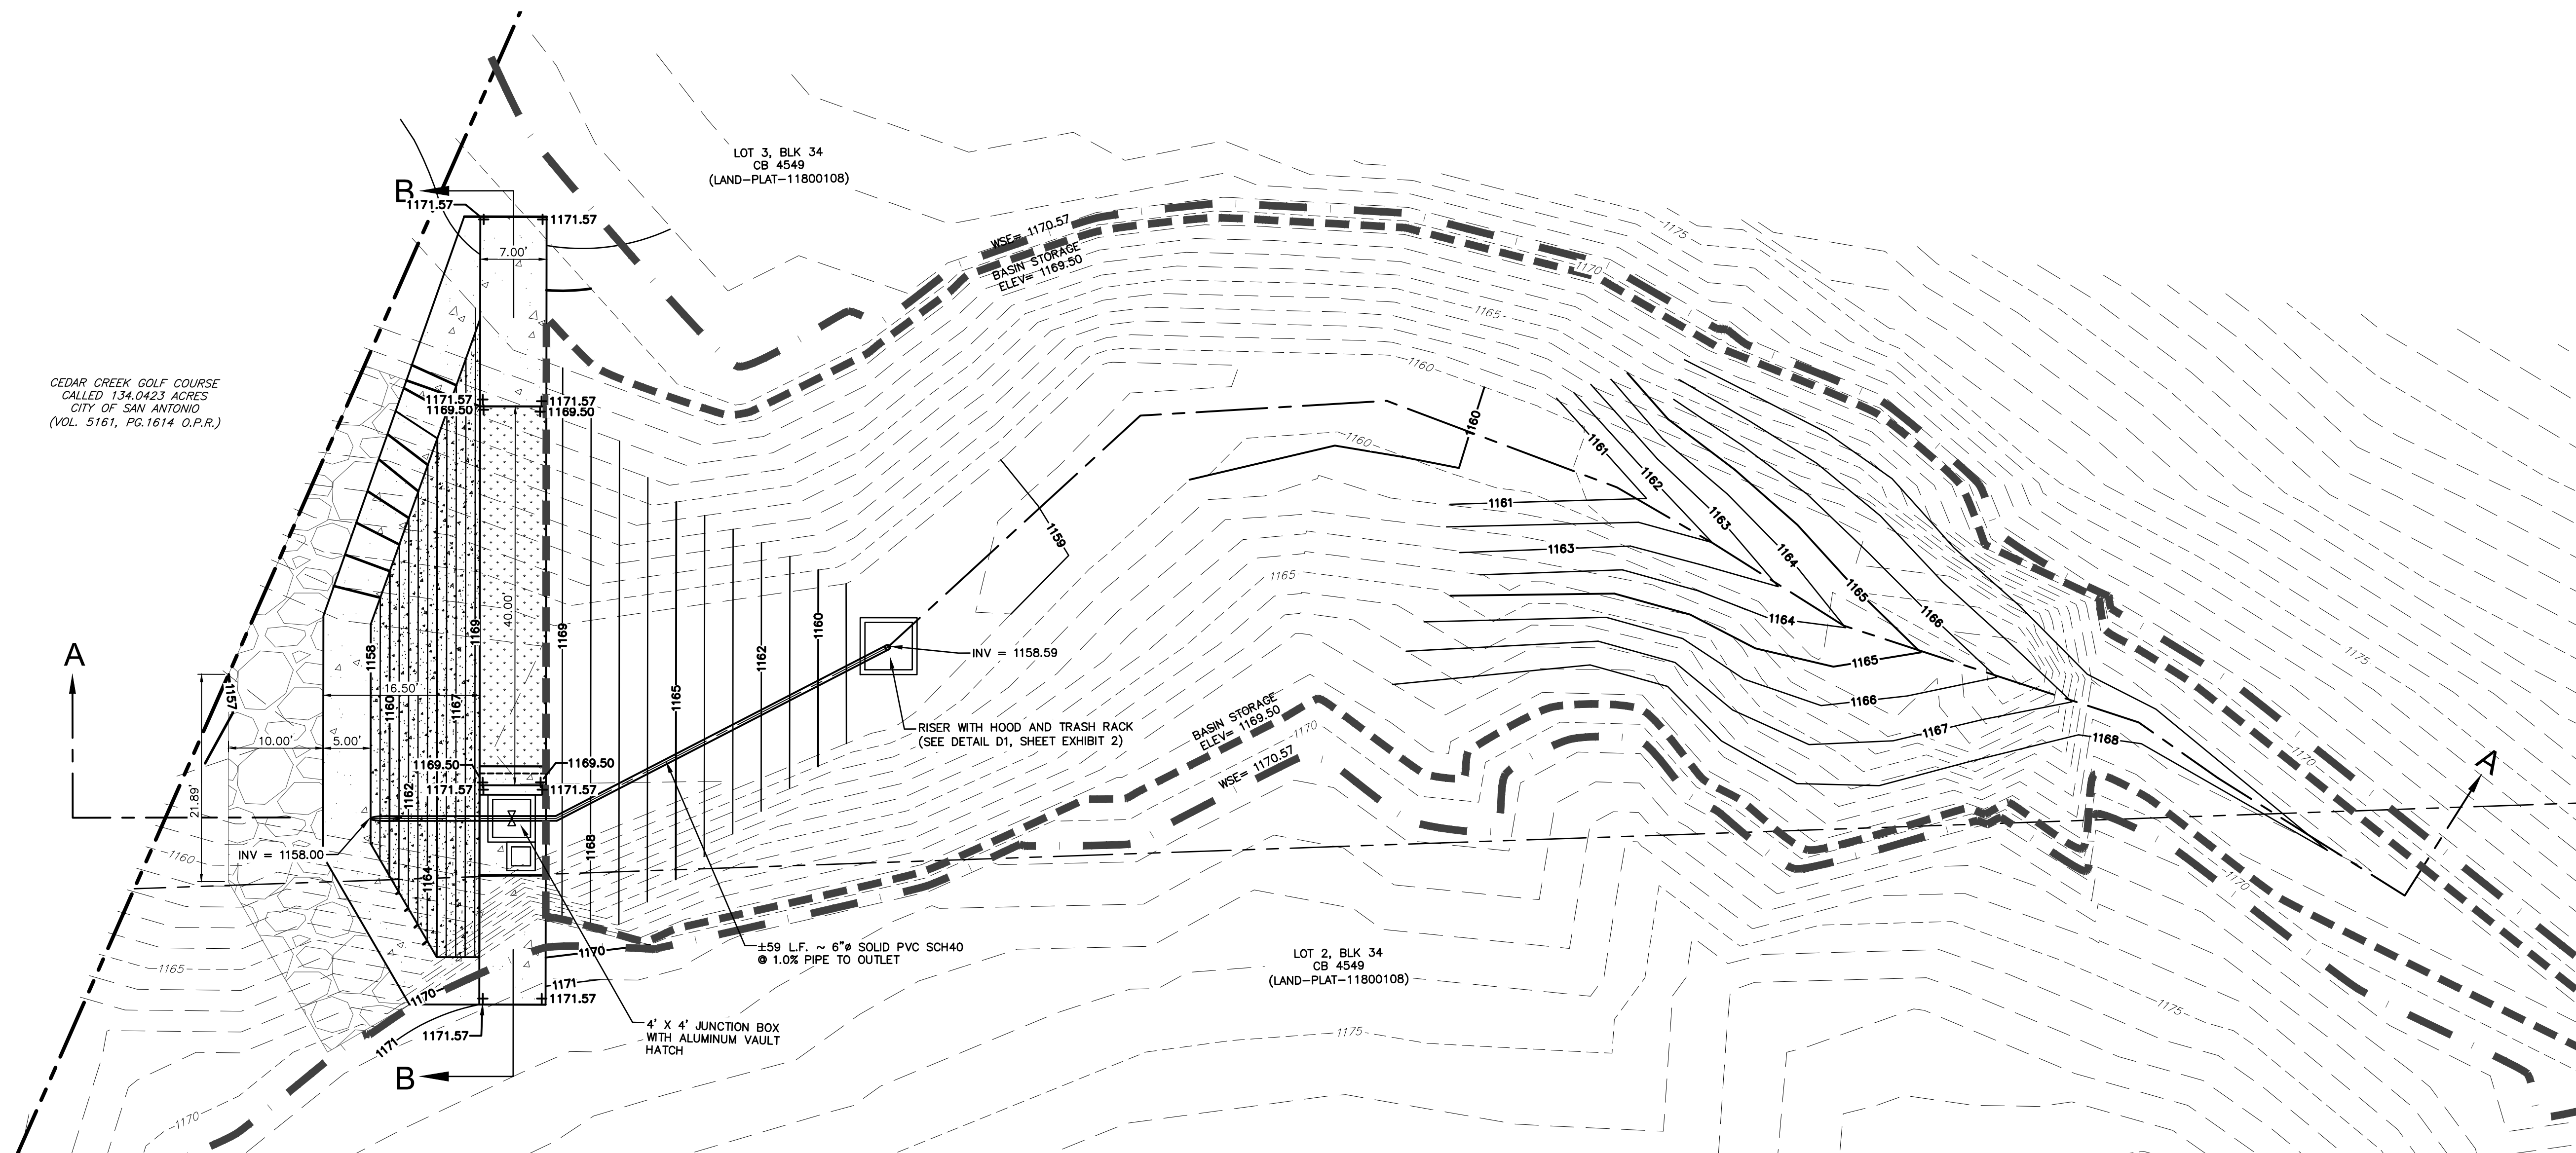 LOT 3, BLK 34
CB 4549
(LAND-PLAT-11800108)
B
1171.57
1171.57
7.00'
WSE= 1170.57
BASIN STORAGE
ELEV= 1169.50
1175
1170
1165
1160
CEDAR CREEK GOLF COURSE
CALLED 134.0423 ACRES
CITY OF SAN ANTONIO
(VOL. 5161, PG.1614 O.P.R.)
1171.57
1169.50
1171.57
1169.50
1160
1160
1161
1162
1163
1164
1165
1166
1161
1163
1164
1165
1166
1167
1168
1159
1165
40.00'
1169
1169
1158
1160
1167
1162
1164
16.50'
1157
10.00'
5.00'
21.89'
A
1165
1162
1160
1168
INV = 1158.59
RISER WITH HOOD AND TRASH RACK
(SEE DETAIL D1, SHEET EXHIBIT 2)
BASIN STORAGE
ELEV= 1169.50
1170
WSE= 1170.57
1175
1170
A
1169.50
1171.57
1169.50
1171.57
INV = 1158.00
1160
1165
1170
1170
±59 L.F. ~ 6"ø SOLID PVC SCH40
@ 1.0% PIPE TO OUTLET
1170
1171
1171.57
1170
1171
1171.57
4' X 4' JUNCTION BOX
WITH ALUMINUM VAULT
HATCH
B
LOT 2, BLK 34
CB 4549
(LAND-PLAT-11800108)
1175
1175